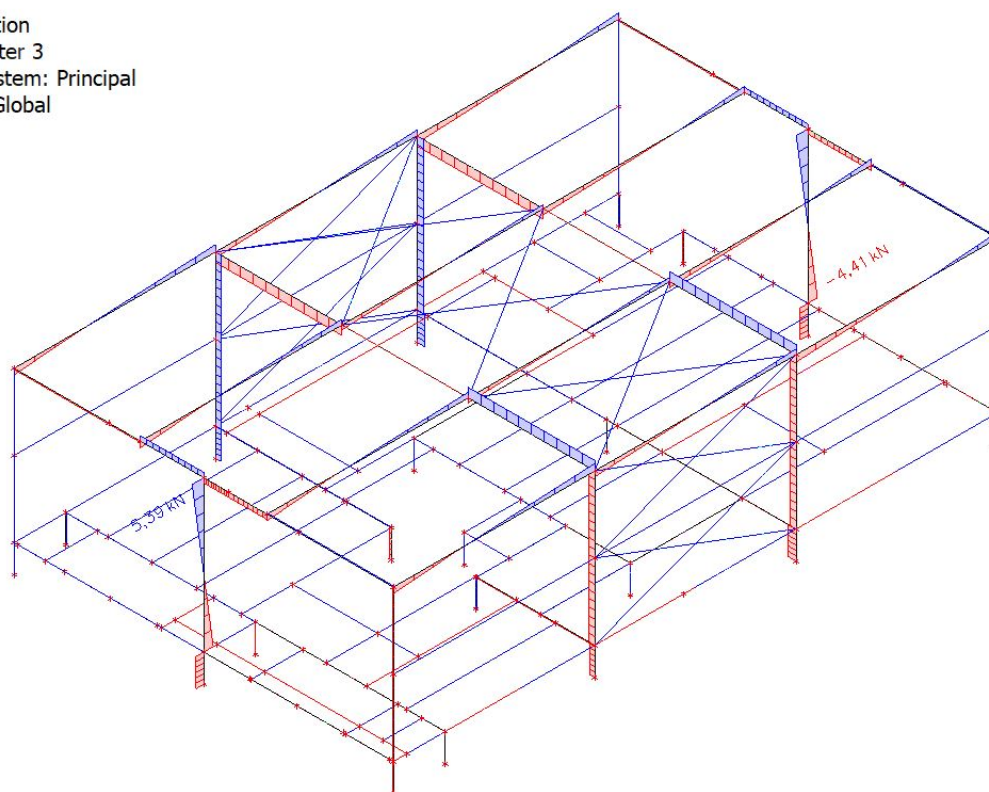 tion
ter 3
stem: Principal
Global
-4,41 kN
5,39 kN